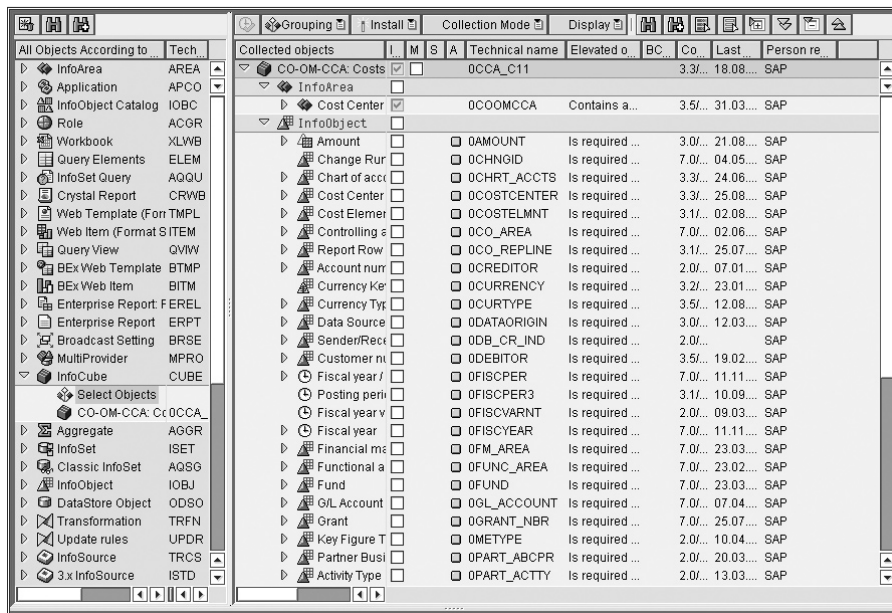 Grouping Install Collection Mode Display
All Objects According to Tech
InfoArea AREA
Application APCO
InfoObject Catalog IOBC
Role ACGR
Workbook XLWB
Query Elements ELEM
InfoSet Query AQQU
Crystal Report CRWB
Web Template (For TMPL
Web Item (Format S ITEM
Query View QVIW
BEx Web Template BTMP
BEx Web Item BITM
Enterprise Report: F EREL
Enterprise Report ERPT
Broadcast Setting BRSE
MultiProvider MPRO
InfoCube CUBE
Select Objects
CO-OM-CCA: Cc 0CCA_
Aggregate AGGR
InfoSet ISET
Classic InfoSet AQSG
InfoObject IOBJ
DataStore Object ODSO
Transformation TRFN
Update rules UPDR
InfoSource TRCS
3.x InfoSource ISTD
Collected objects I... M S A Technical name Elevated o... BC... Co... Last... Person re...
CO-OM-CCA: Costs 0CCA_C11 3.3/... 18.08... SAP
InfoArea
Cost Center 0COOMCCA Contains a... 3.5/... 31.03... SAP
InfoObject
Amount 0AMOUNT Is required ... 3.0/... 21.08... SAP
Change Rur 0CHNGID Is required ... 7.0/... 04.05... SAP
Chart of acc 0CHRT_ACCTS Is required ... 3.3/... 24.06... SAP
Cost Center 0COSTCENTER Is required ... 3.3/... 25.08... SAP
Cost Elemer 0COSTELMNT Is required ... 3.1/... 02.08... SAP
Controlling a 0CO_AREA Is required ... 7.0/... 02.06... SAP
Report Row 0CO_REPLINE Is required ... 3.1/... 25.07... SAP
Account num 0CREDITOR Is required ... 2.0/... 07.01... SAP
Currency Ke 0CURRENCY Is required ... 3.2/... 23.01... SAP
Currency Typ 0CURTYPE Is required ... 3.5/... 12.08... SAP
Data Source 0DATAORIGIN Is required ... 3.0/... 12.03... SAP
Sender/Rece 0DB_CR_IND Is required ... 2.0/... SAP
Customer nu 0DEBITOR Is required ... 3.5/... 19.02... SAP
Fiscal year / 0FISCPER Is required ... 7.0/... 11.11... SAP
Posting peri 0FISCPER3 Is required ... 3.1/... 10.09... SAP
Fiscal year v 0FISCVARNT Is required ... 2.0/... 09.03... SAP
Fiscal year 0FISCYEAR Is required ... 7.0/... 11.11... SAP
Financial ma 0FM_AREA Is required ... 7.0/... 23.03... SAP
Functional a 0FUNC_AREA Is required ... 7.0/... 23.02... SAP
Fund 0FUND Is required ... 7.0/... 23.03... SAP
G/L Account 0GL_ACCOUNT Is required ... 7.0/... 07.04... SAP
Grant 0GRANT_NBR Is required ... 7.0/... 25.07... SAP
Key Figure T 0METYPE Is required ... 2.0/... 10.04... SAP
Partner Busi 0PART_ABCPR Is required ... 2.0/... 20.03... SAP
Activity Type 0PART_ACTTY Is required ... 2.0/... 13.03... SAP